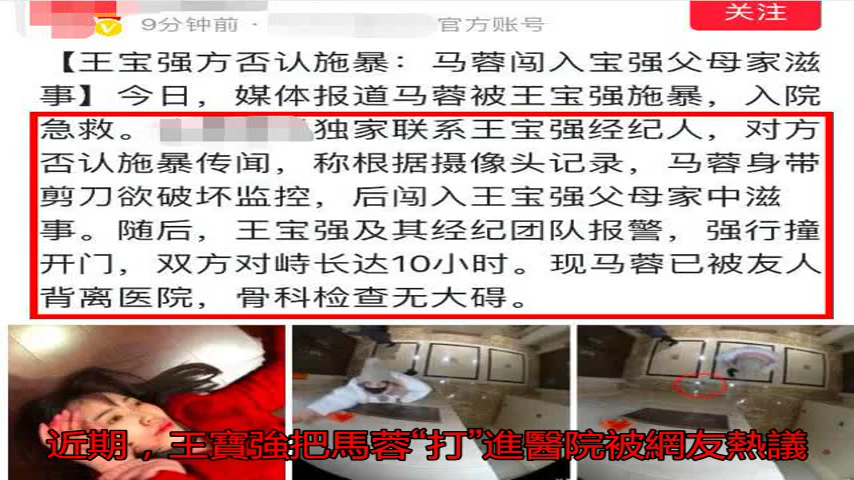 9分钟前·
官方账号
关注
【王宝强方否认施暴：马蓉闯入宝强父母家滋
事】今日，媒体报道马蓉被王宝强施暴，入院
急救。
独家联系王宝强经纪人，对方
否认施暴传闻，称根据摄像头记录，马蓉身带
剪刀欲破坏监控，后闯入王宝强父母家中滋
事。随后，王宝强及其经纪团队报警，强行撞
开门，双方对峙长达10小时。现马蓉已被友人
背离医院，骨科检查无大碍。
近期，王寶強把馬蓉“打”進醫院被網友熱議